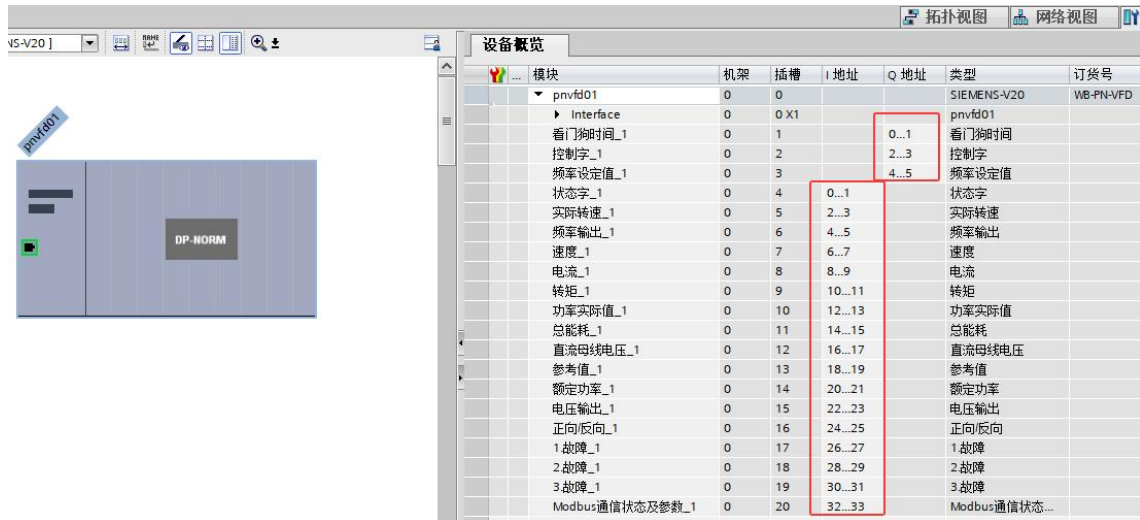 拓扑视图 网络视图
NS-V20 ]
设备概览
... 模块 机架 插槽 I 地址 Q 地址 类型 订货号
pnvfd01 0 0 SIEMENS-V20 WB-PN-VFD
Interface 0 0 X1 pnvfd01
看门狗时间_1 0 1 0...1 看门狗时间
控制字_1 0 2 2...3 控制字
频率设定值_1 0 3 4...5 频率设定值
状态字_1 0 4 0...1 状态字
实际转速_1 0 5 2...3 实际转速
频率输出_1 0 6 4...5 频率输出
速度_1 0 7 6...7 速度
电流_1 0 8 8...9 电流
转矩_1 0 9 10...11 转矩
功率实际值_1 0 10 12...13 功率实际值
总能耗_1 0 11 14...15 总能耗
直流母线电压_1 0 12 16...17 直流母线电压
参考值_1 0 13 18...19 参考值
额定功率_1 0 14 20...21 额定功率
电压输出_1 0 15 22...23 电压输出
正向/反向_1 0 16 24...25 正向/反向
1.故障_1 0 17 26...27 1.故障
2.故障_1 0 18 28...29 2.故障
3.故障_1 0 19 30...31 3.故障
Modbus通信状态及参数_1 0 20 32...33 Modbus通信状态...
pnvfd01
DP-NORM